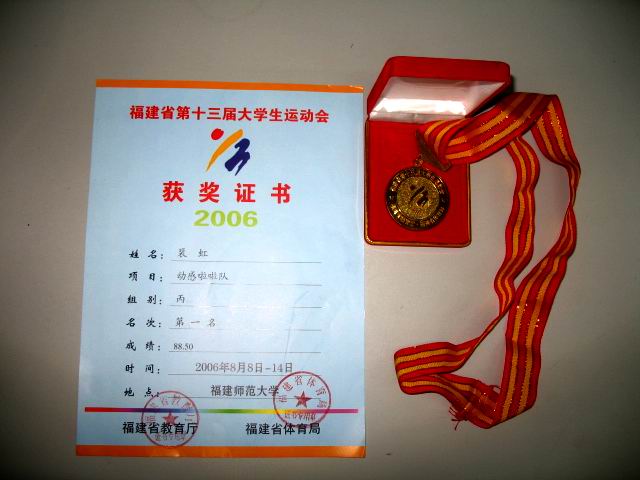 福建省第十三届大学生运动会
获奖证书
2006
姓名： 裴虹
项目： 动感啦啦队
组别： 丙
名次： 第一名
成绩： 88.50
时间： 2006年8月8日-14日
地点： 福建师范大学
福建省教育厅 福建省体育局